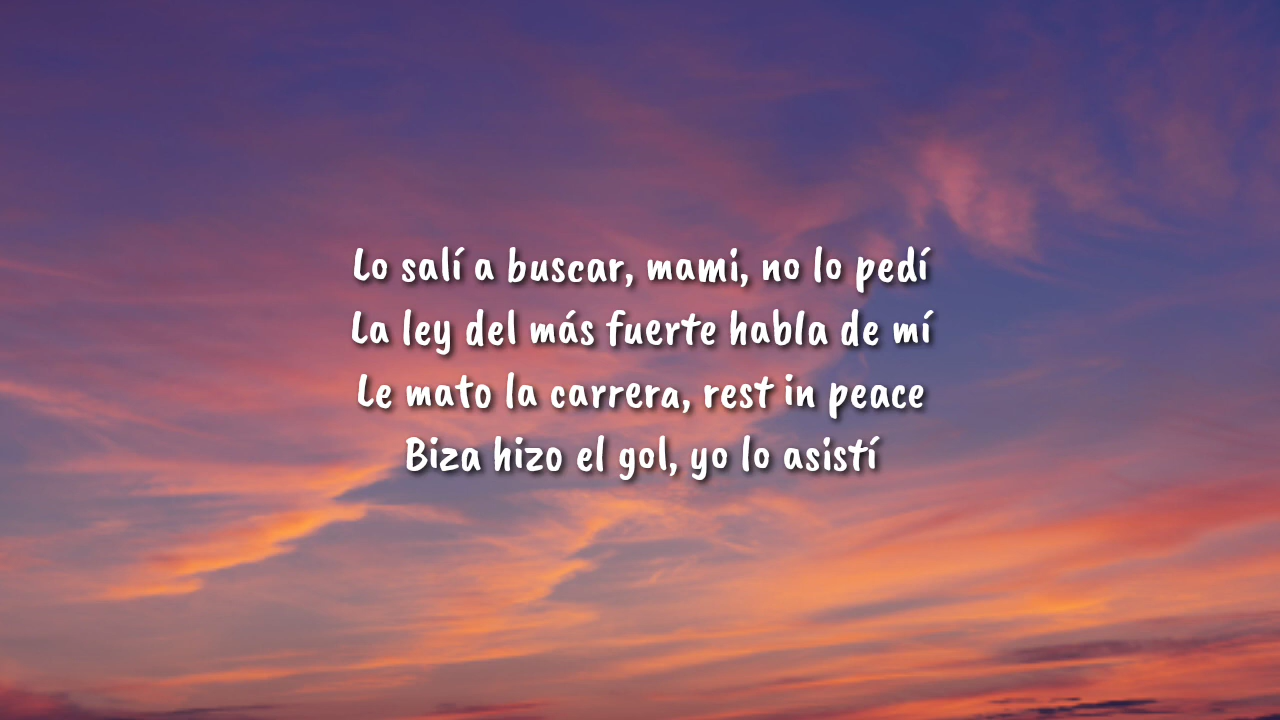 Lo salí a buscar, mami, no lo pedí
La ley del más fuerte habla de mí
Le mato la carrera, rest in peace
Biza hizo el gol, yo lo asistí